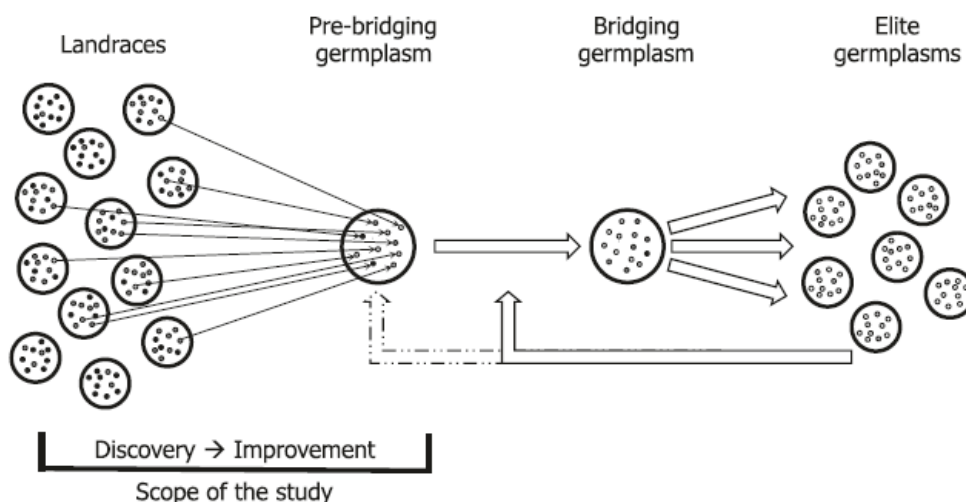 Landraces
Pre-bridging
germplasm
Bridging
germplasm
Elite
germplasms
Discovery → Improvement
Scope of the study